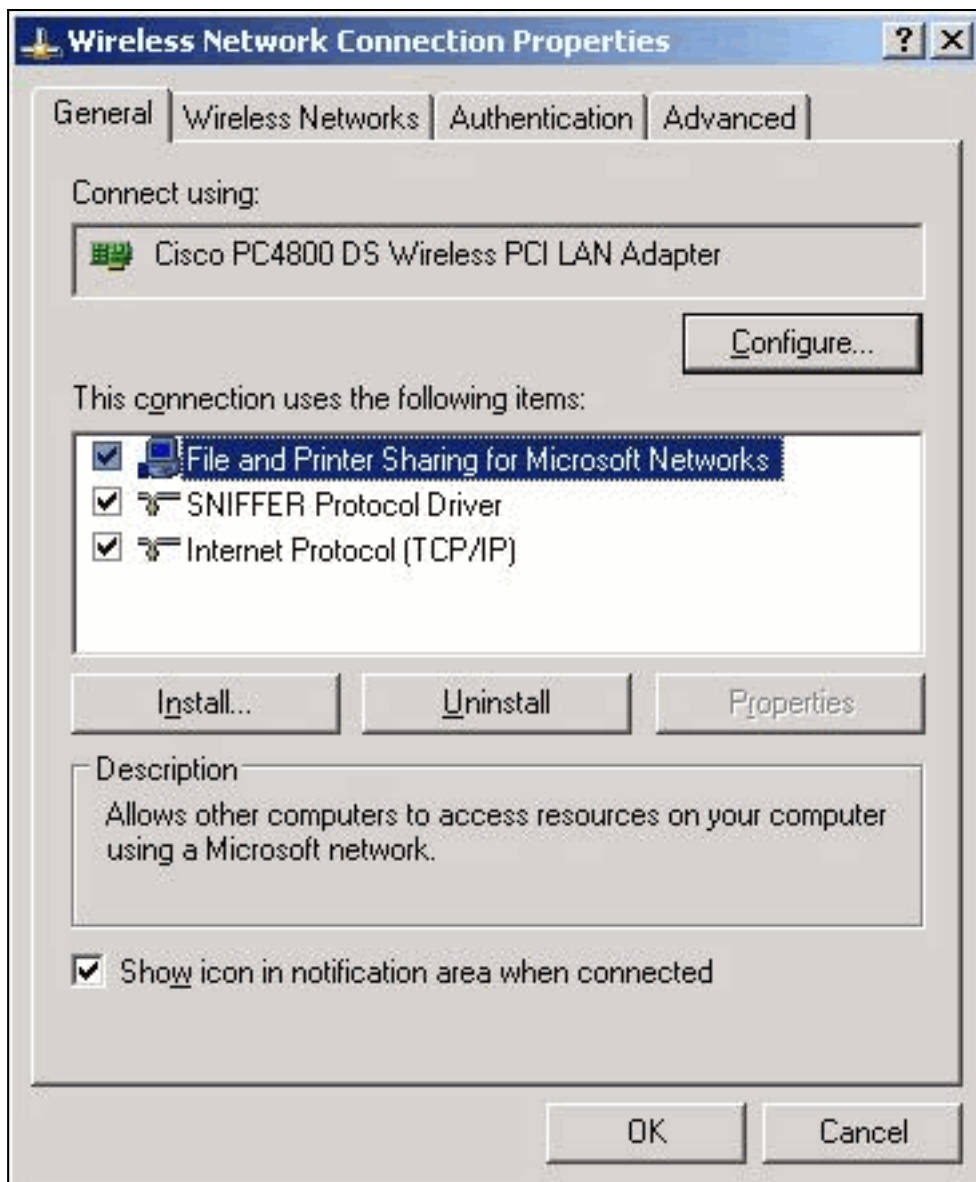 Wireless Network Connection Properties
General Wireless Networks Authentication Advanced
Connect using:
Cisco PC4800 DS Wireless PCI LAN Adapter
Configure...
This connection uses the following items:
File and Printer Sharing for Microsoft Networks
SNIFFER Protocol Driver
Internet Protocol (TCP/IP)
Install... Uninstall Properties
Description
Allows other computers to access resources on your computer
using a Microsoft network.
Show icon in notification area when connected
OK Cancel